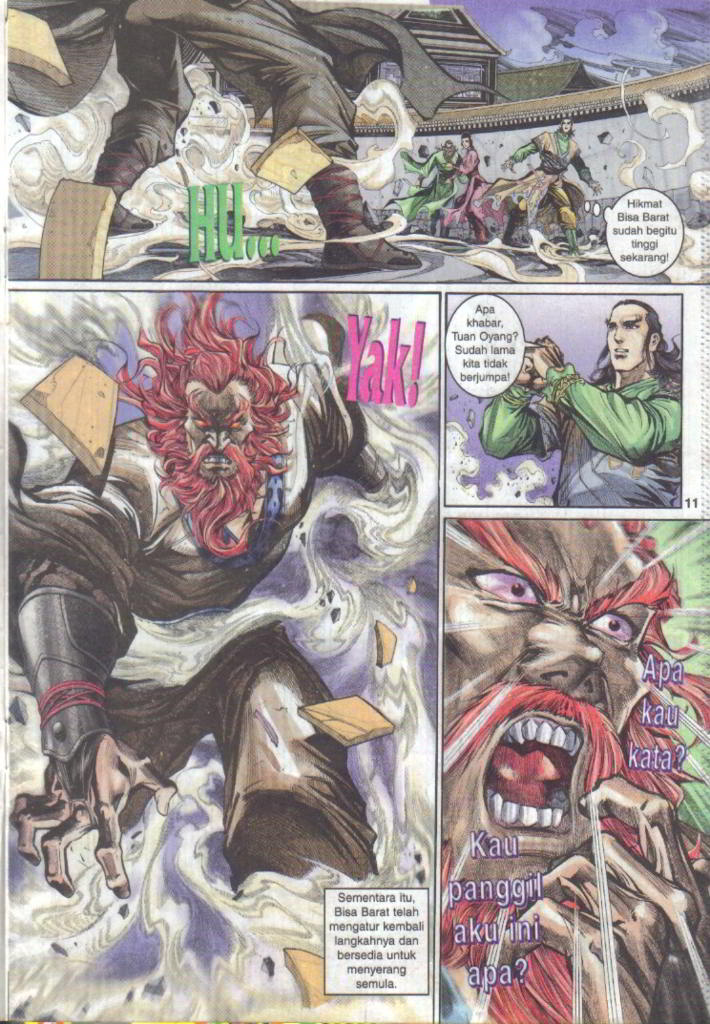 HU...
Hikmat
Bisa Barat
sudah begitu
tinggi
sekarang!
Yak!
Apa
khabar,
Tuan Oyang?
Sudah lama
kita tidak
berjumpa!
11
Sementara itu,
Bisa Barat telah
mengatur kembali
langkahnya dan
bersedia untuk
menyerang
semula.
Apa
kau
kata?
Kau
panggil
aku ini
apa?